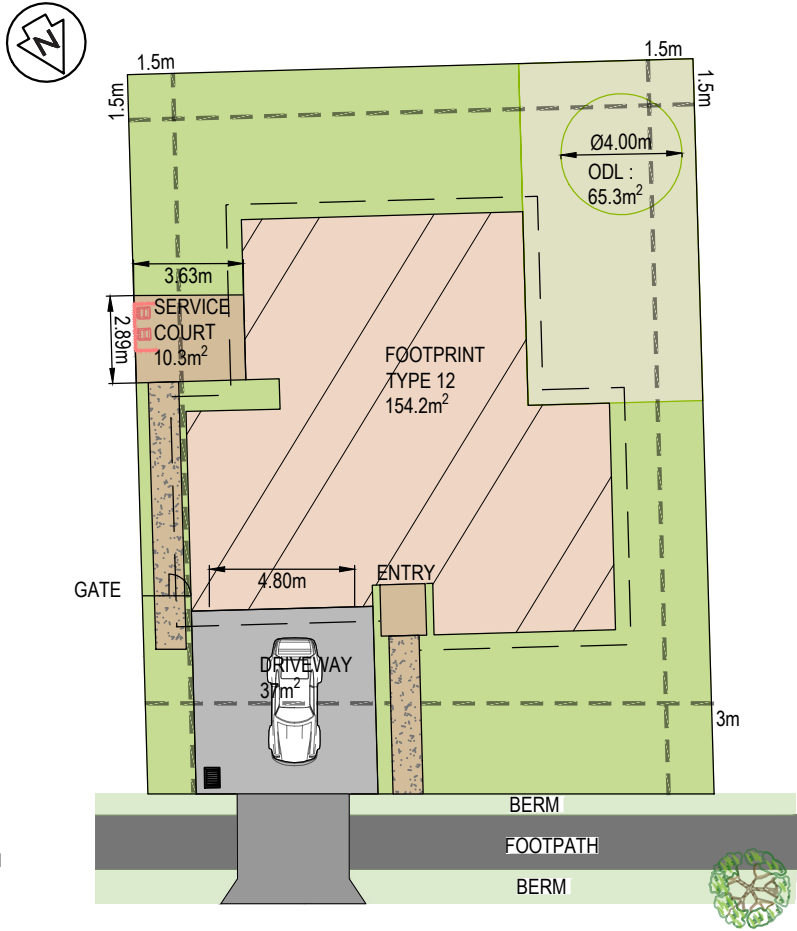 N
1.5m
1.5m
1.5m
1.5m
Ø4.00m
ODL :
65.3m²
3.63m
2.89m
SERVICE
COURT
10.3m²
FOOTPRINT
TYPE 12
154.2m²
4.80m
ENTRY
GATE
DRIVEWAY
37m²
3m
BERM
FOOTPATH
BERM